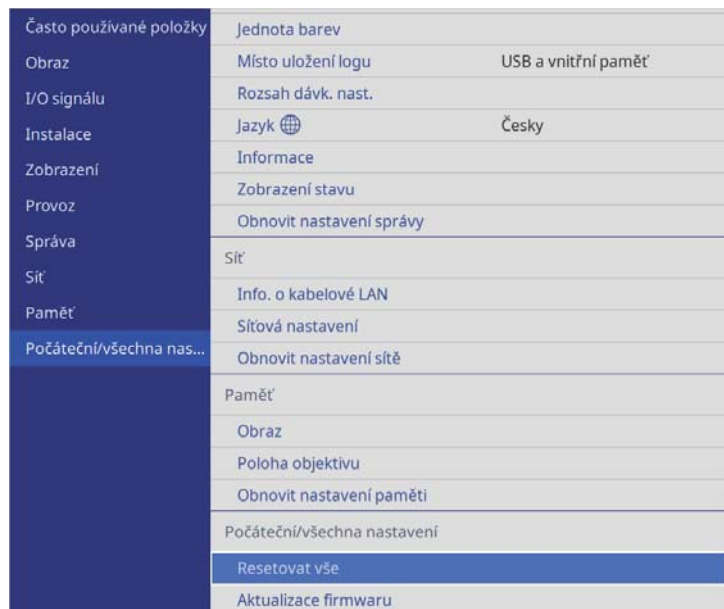 Často používané položky
Obraz
I/O signálu
Instalace
Zobrazení
Provoz
Správa
Síť
Paměť
Počáteční/všechna nas...
Jednota barev
Místo uložení logu USB a vnitřní paměť
Rozsah dávk. nast.
Jazyk Česky
Informace
Zobrazení stavu
Obnovit nastavení správy
Síť
Info. o kabelové LAN
Síťová nastavení
Obnovit nastavení sítě
Paměť
Obraz
Poloha objektivu
Obnovit nastavení paměti
Počáteční/všechna nastavení
Resetovat vše
Aktualizace firmwaru